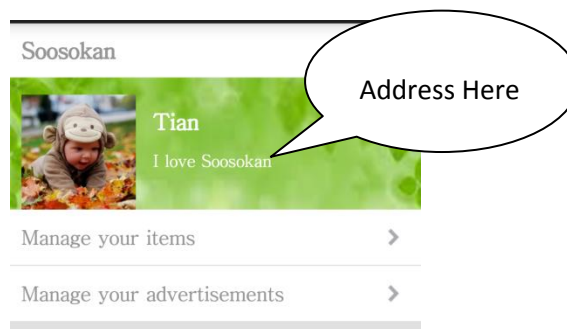 Soosokan
Address Here
Tian
I love Soosokan
Manage your items
Manage your advertisements